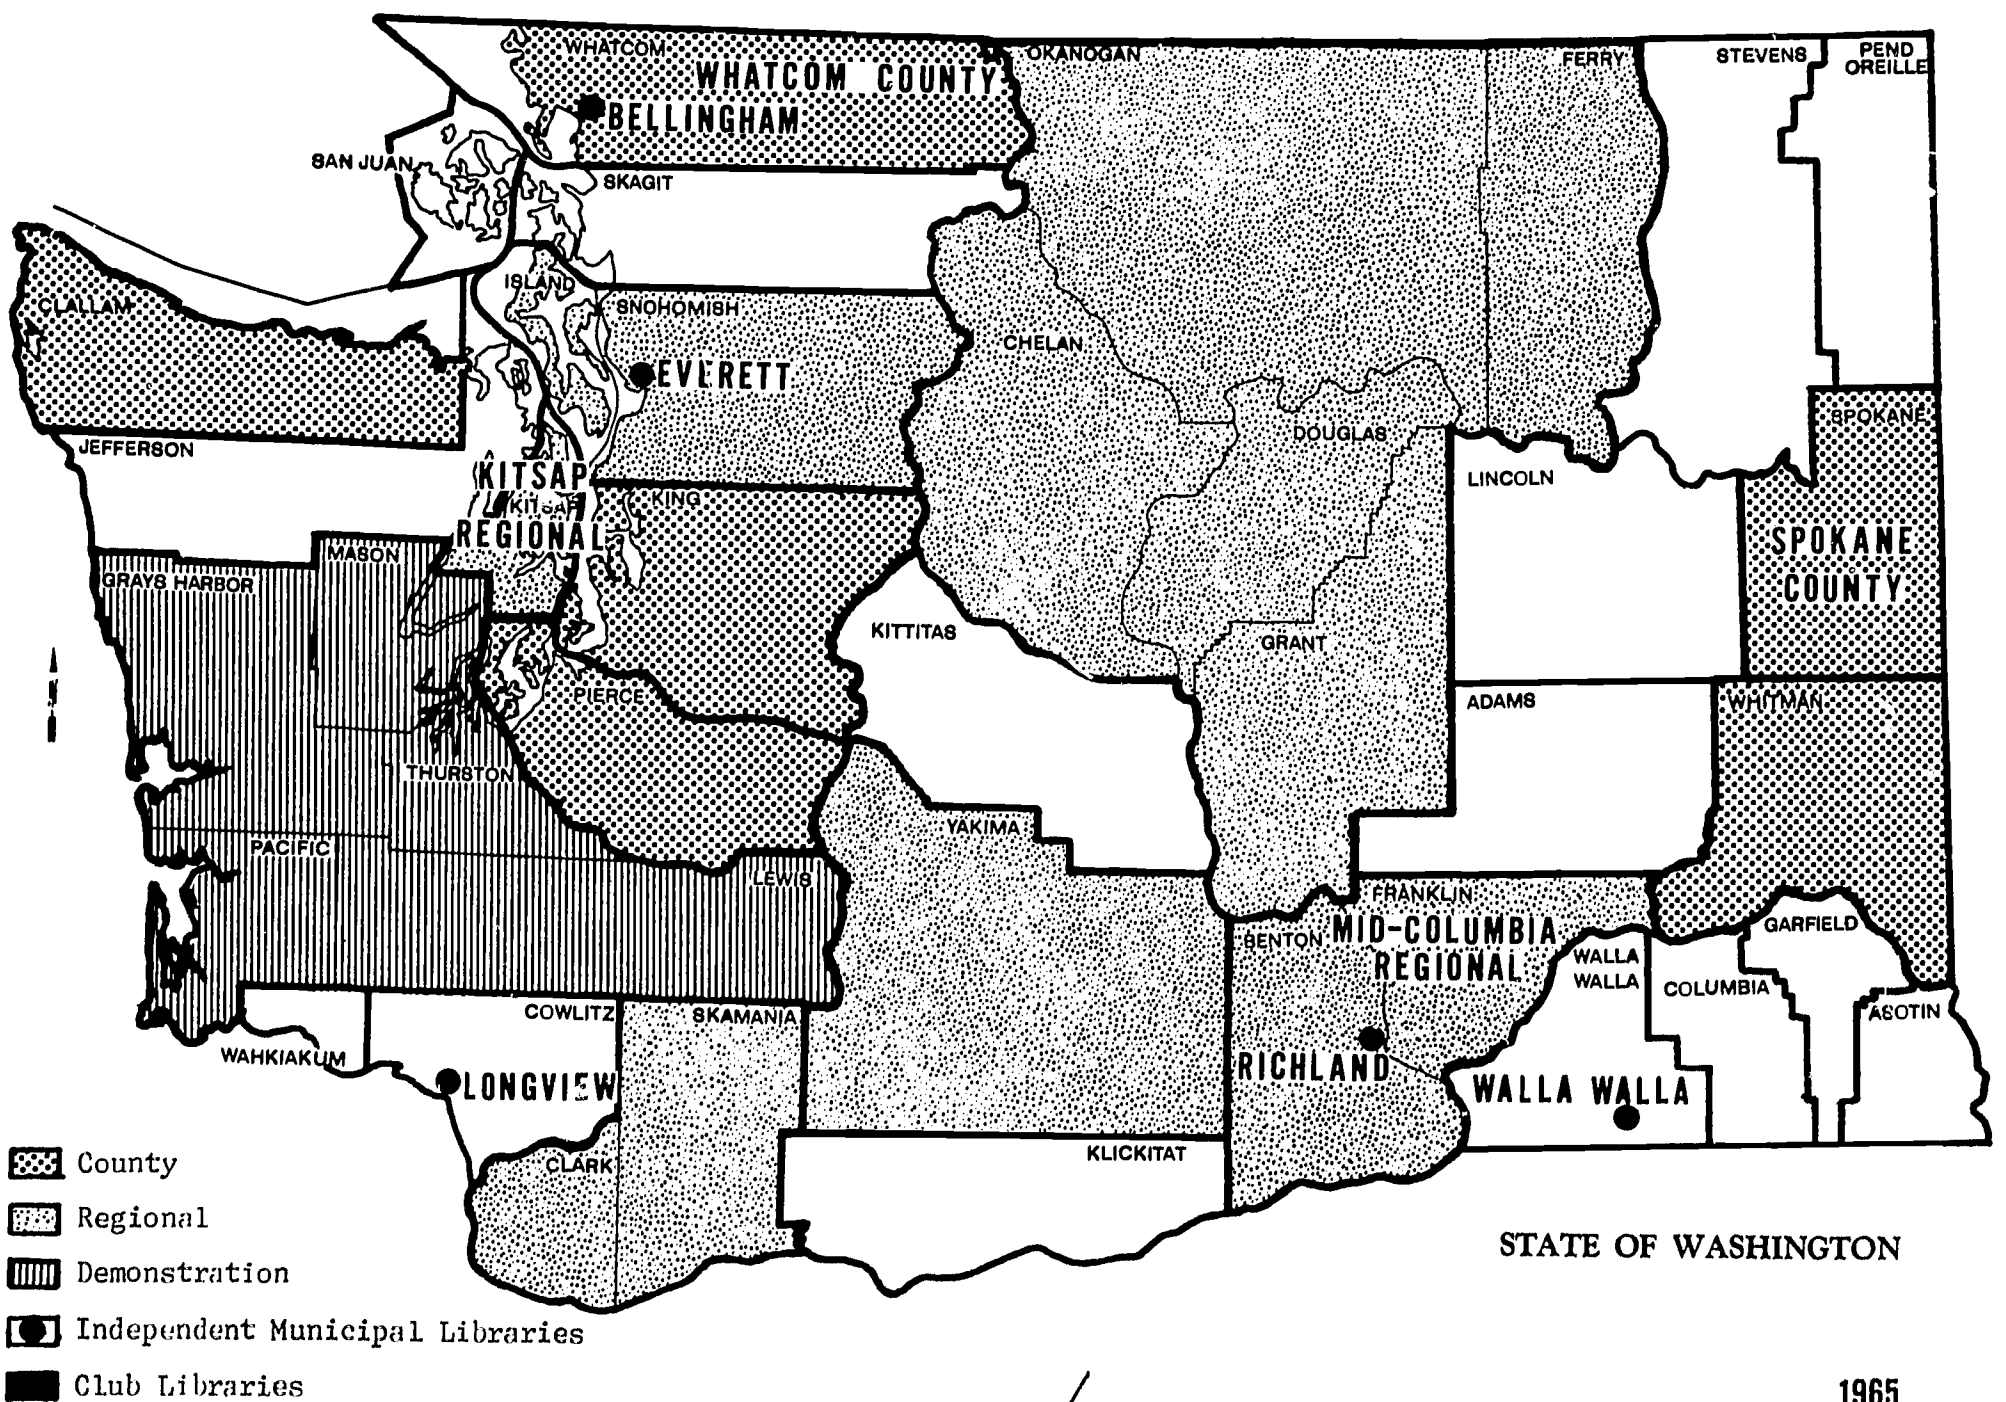 WHATCOM
WHATCOM COUNTY
BELLINGHAM
OKANOGAN
FERRY
STEVENS
PEND
OREILLE
SAN JUAN
SKAGIT
CLALLAM
ISLAND
SNOHOMISH
EVERETT
CHELAN
DOUGLAS
SPOKANE
JEFFERSON
KITSAP
KITSAP
REGIONAL
KING
LINCOLN
SPOKANE
COUNTY
MASON
GRAYS HARBOR
KITTITAS
GRANT
PIERCE
ADAMS
WHITMAN
THURSTON
YAKIMA
PACIFIC
LEWIS
FRANKLIN
BENTON
MID-COLUMBIA
REGIONAL
GARFIELD
WALLA
WALLA
COLUMBIA
ASOTIN
COWLITZ
SKAMANIA
WAHKIAKUM
LONGVIEW
RICHLAND
WALLA WALLA
CLARK
KLICKITAT
County
Regional
Demonstration
Independent Municipal Libraries
Club Libraries
STATE OF WASHINGTON
1965